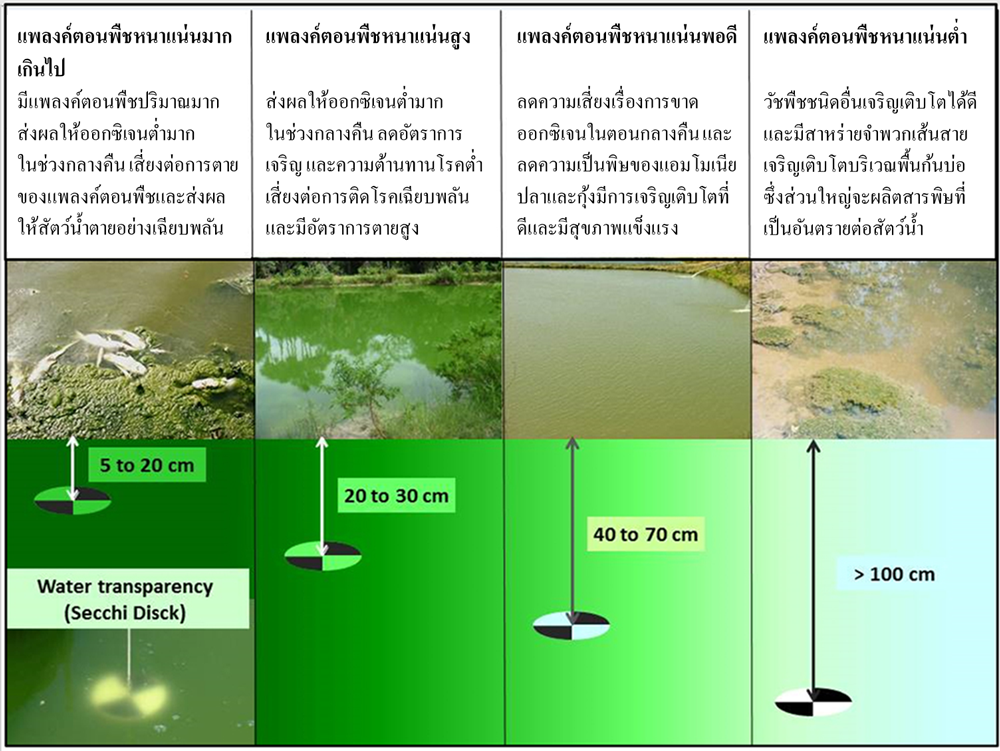 แพลงค์ตอนพืชหนาแน่นมาก
เกินไป
มีแพลงค์ตอนพืชปริมาณมาก
ส่งผลให้ออกซิเจนต่ำมาก
ในช่วงกลางคืน เสี่ยงต่อการตาย
ของแพลงค์ตอนพืชและส่งผล
ให้สัตว์น้ำตายอย่างเฉียบพลัน
แพลงค์ตอนพืชหนาแน่นสูง
ส่งผลให้ออกซิเจนต่ำมาก
ในช่วงกลางคืน ลดอัตราการ
เจริญ และความต้านทานโรคต่ำ
เสี่ยงต่อการติดโรคเฉียบพลัน
และมีอัตราการตายสูง
แพลงค์ตอนพืชหนาแน่นพอดี
ลดความเสี่ยงเรื่องการขาด
ออกซิเจนในตอนกลางคืน และ
ลดความเป็นพิษของแอมโมเนีย
ปลาและกุ้งมีการเจริญเติบโตที่
ดีและมีสุขภาพแข็งแรง
แพลงค์ตอนพืชหนาแน่นต่ำ
วัชพืชชนิดอื่นเจริญเติบโตได้ดี
และมีสาหร่ายจำพวกเส้นสาย
เจริญเติบโตบริเวณพื้นก้นบ่อ
ซึ่งส่วนใหญ่จะผลิตสารพิษที่
เป็นอันตรายต่อสัตว์น้ำ
5 to 20 cm
20 to 30 cm
40 to 70 cm
> 100 cm
Water transparency
(Secchi Disck)